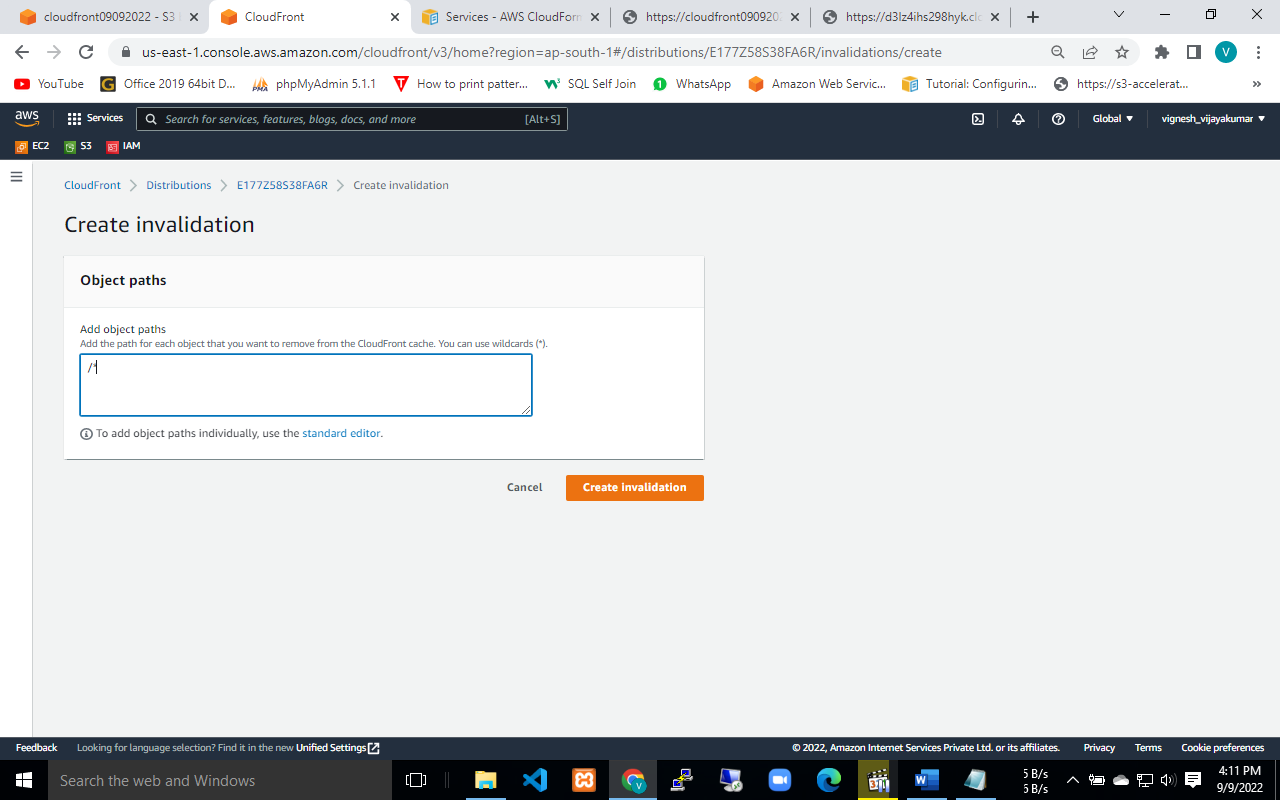 cloudfront09092022 - S3
CloudFront
Services - AWS CloudForm
https://cloudfront090920
https://d3lz4ihs298hyk.clo
us-east-1.console.aws.amazon.com/cloudfront/v3/home?region=ap-south-1#/distributions/E177Z58S38FA6R/invalidations/create
V
YouTube
Office 2019 64bit D...
phpMyAdmin 5.1.1
How to print patter...
SQL Self Join
WhatsApp
Amazon Web Servic...
Tutorial: Configurin...
https://s3-accelerat...
aws
Services
Search for services, features, blogs, docs, and more
[Alt+S]
Global
vignesh_vijayakumar
EC2
S3
IAM
CloudFront
Distributions
E177Z58S38FA6R
Create invalidation
Create invalidation
Object paths
Add object paths
Add the path for each object that you want to remove from the CloudFront cache. You can use wildcards (*).
/*
To add object paths individually, use the standard editor.
Cancel
Create invalidation
Feedback
Looking for language selection? Find it in the new Unified Settings
© 2022, Amazon Internet Services Private Ltd. or its affiliates.
Privacy
Terms
Cookie preferences
Search the web and Windows
B/s
B/s
4:11 PM
9/9/2022